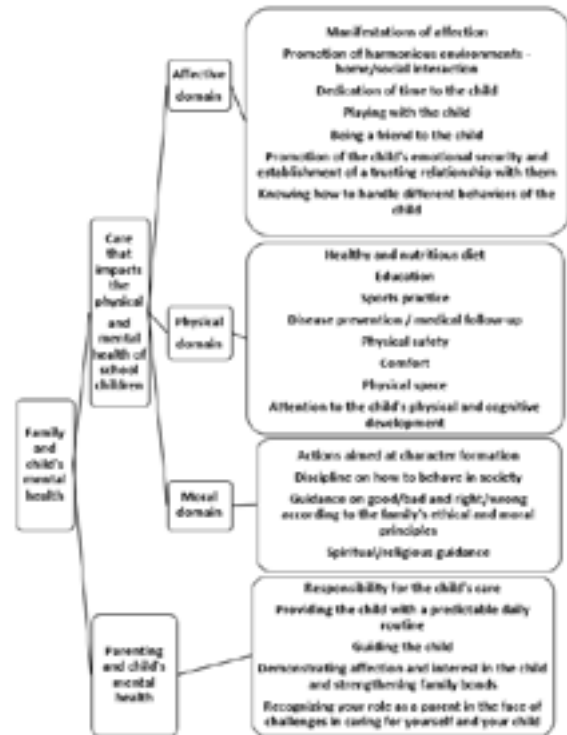 Family
and
child's
mental
health
Care
that
impacts
the
physical
and
mental
health of
school
children
Affective
domain
Manifestations of affection
Promotion of harmonious environments -
home/social interaction
Dedication of time to the child
Playing with the child
Being a friend to the child
Promotion of the child's emotional security and
establishment of a trusting relationship with them
Knowing how to handle different behaviors of the
child
Physical
domain
Healthy and nutritious diet
Education
Sports practice
Disease prevention / medical follow-up
Physical safety
Comfort
Physical space
Attention to the child's physical and cognitive
development
Moral
domain
Actions aimed at character formation
Discipline on how to behave in society
Guidance on good/bad and right/wrong
according to the family's ethical and moral
principles
Spiritual/religious guidance
Parenting
and child's
mental
health
Responsibility for the child's care
Providing the child with a predictable daily
routine
Guiding the child
Demonstrating affection and interest in the child
and strengthening family bonds
Recognizing your role as a parent in the face of
challenges in caring for yourself and your child